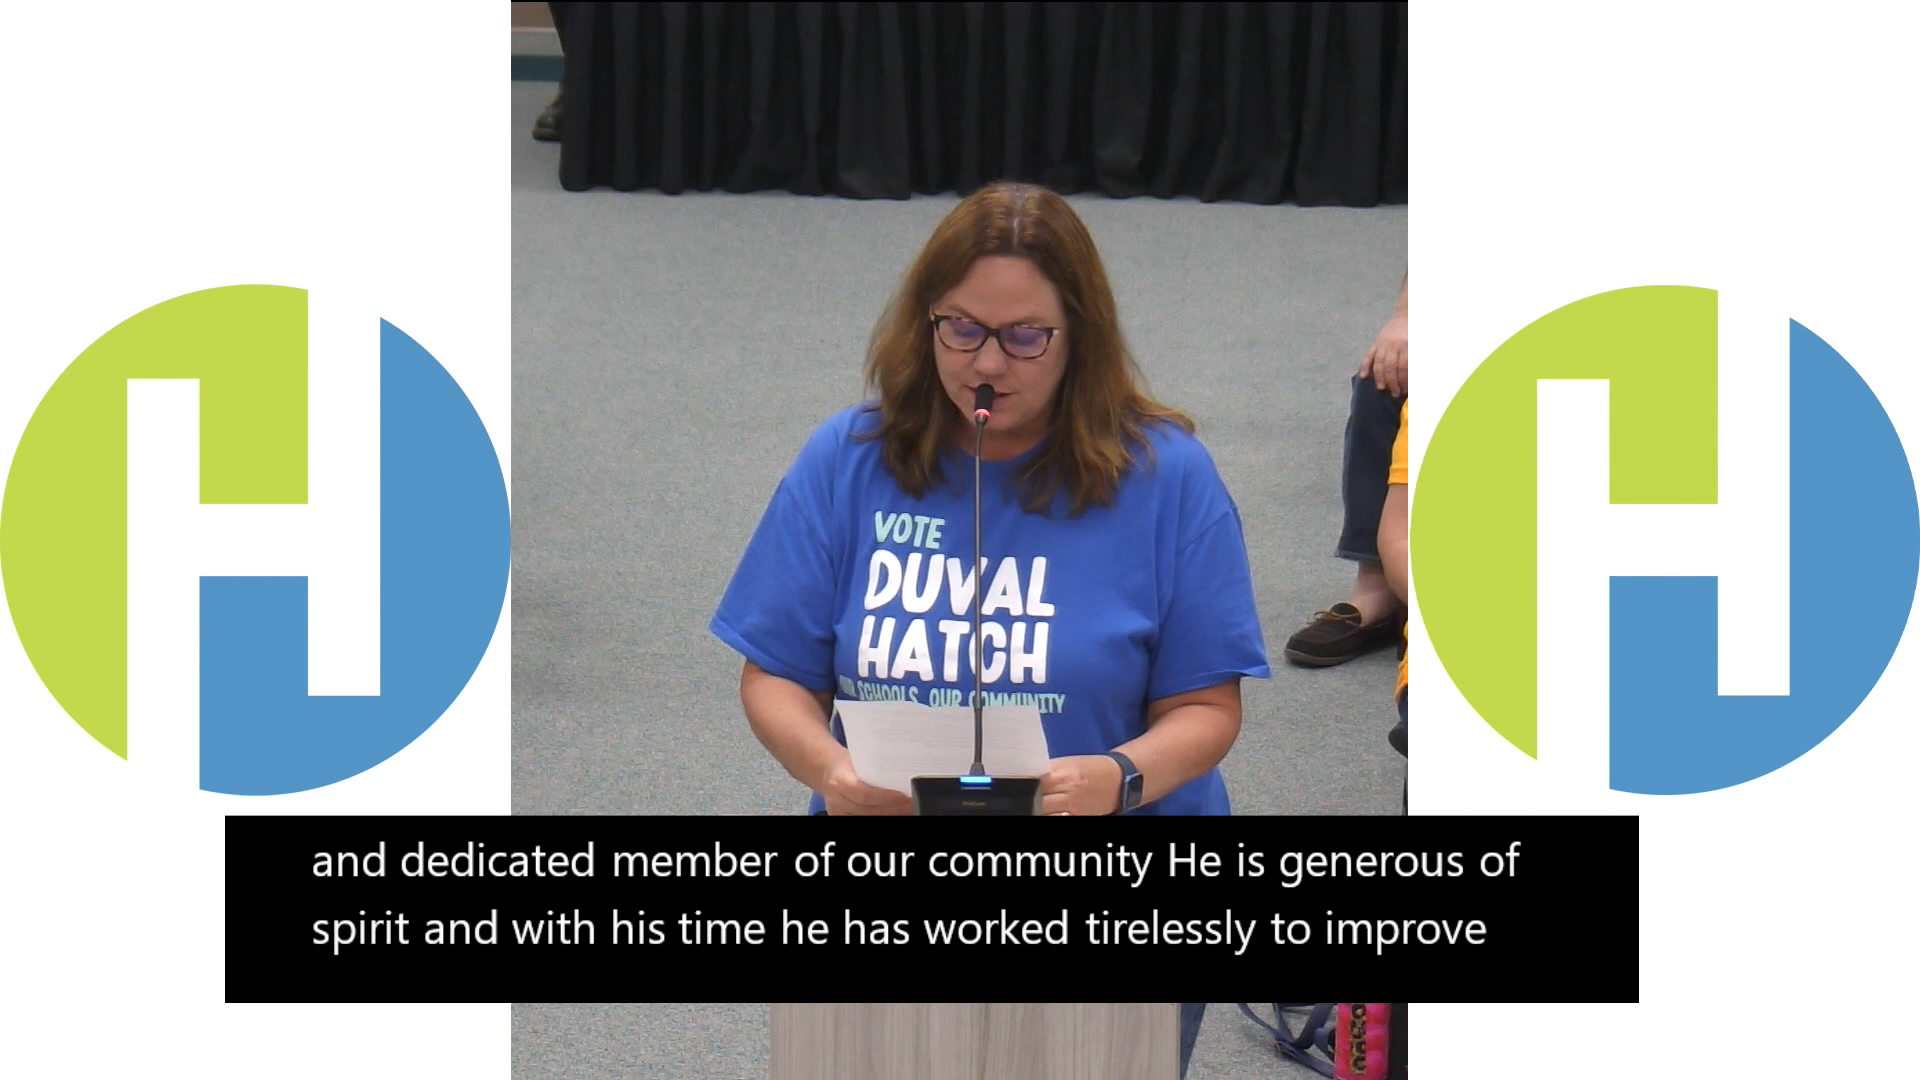 VOTE
DUVAL
HATCH
OUR SCHOOLS, OUR COMMUNITY
and dedicated member of our community He is generous of
spirit and with his time he has worked tirelessly to improve